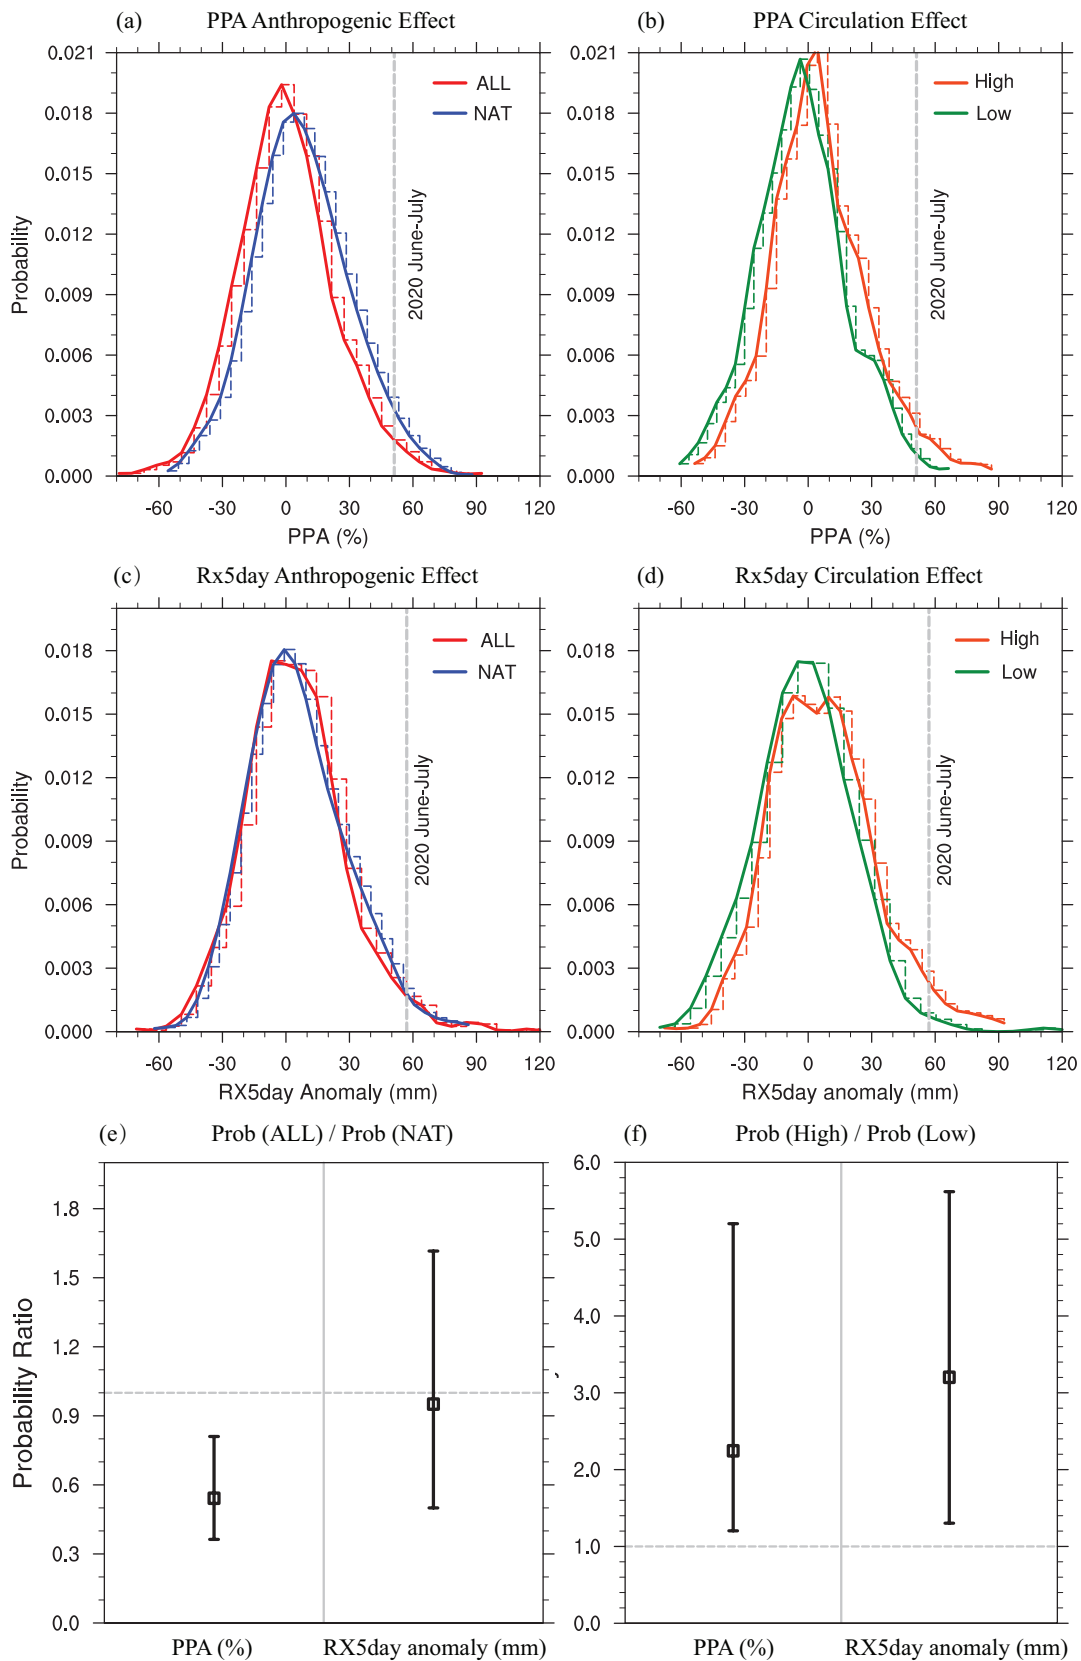 (a) PPA Anthropogenic Effect
(b) PPA Circulation Effect
0.021
0.018
0.015
0.012
0.009
0.006
0.003
0.000
Probability
ALL
NAT
2020 June-July
-60 -30 0 30 60 90 120
PPA (%)
0.021
0.018
0.015
0.012
0.009
0.006
0.003
0.000
High
Low
2020 June-July
-60 -30 0 30 60 90 120
PPA (%)
(c) Rx5day Anthropogenic Effect
(d) Rx5day Circulation Effect
0.018
0.015
0.012
0.009
0.006
0.003
0.000
Probability
ALL
NAT
2020 June-July
-60 -30 0 30 60 90 120
RX5day Anomaly (mm)
0.018
0.015
0.012
0.009
0.006
0.003
0.000
High
Low
2020 June-July
-60 -30 0 30 60 90 120
RX5day anomaly (mm)
(e) Prob (ALL) / Prob (NAT)
(f) Prob (High) / Prob (Low)
1.8
1.5
1.2
0.9
0.6
0.3
0.0
Probability Ratio
PPA (%) RX5day anomaly (mm)
6.0
5.0
4.0
3.0
2.0
1.0
0.0
PPA (%) RX5day anomaly (mm)